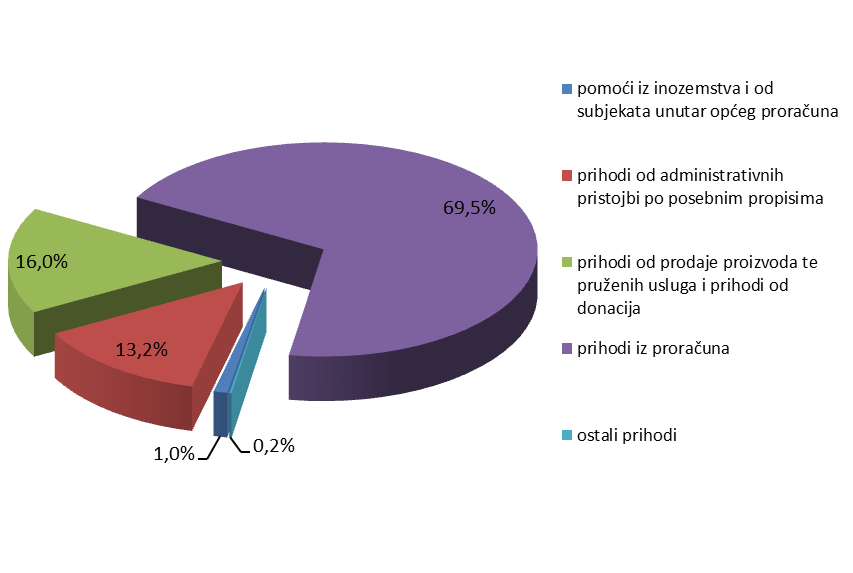 69,5%
16,0%
13,2%
1,0%
0,2%
pomoći iz inozemstva i od
subjekata unutar općeg proračuna
prihodi od administrativnih
pristojbi po posebnim propisima
prihodi od prodaje proizvoda te
pruženih usluga i prihodi od
donacija
prihodi iz proračuna
ostali prihodi